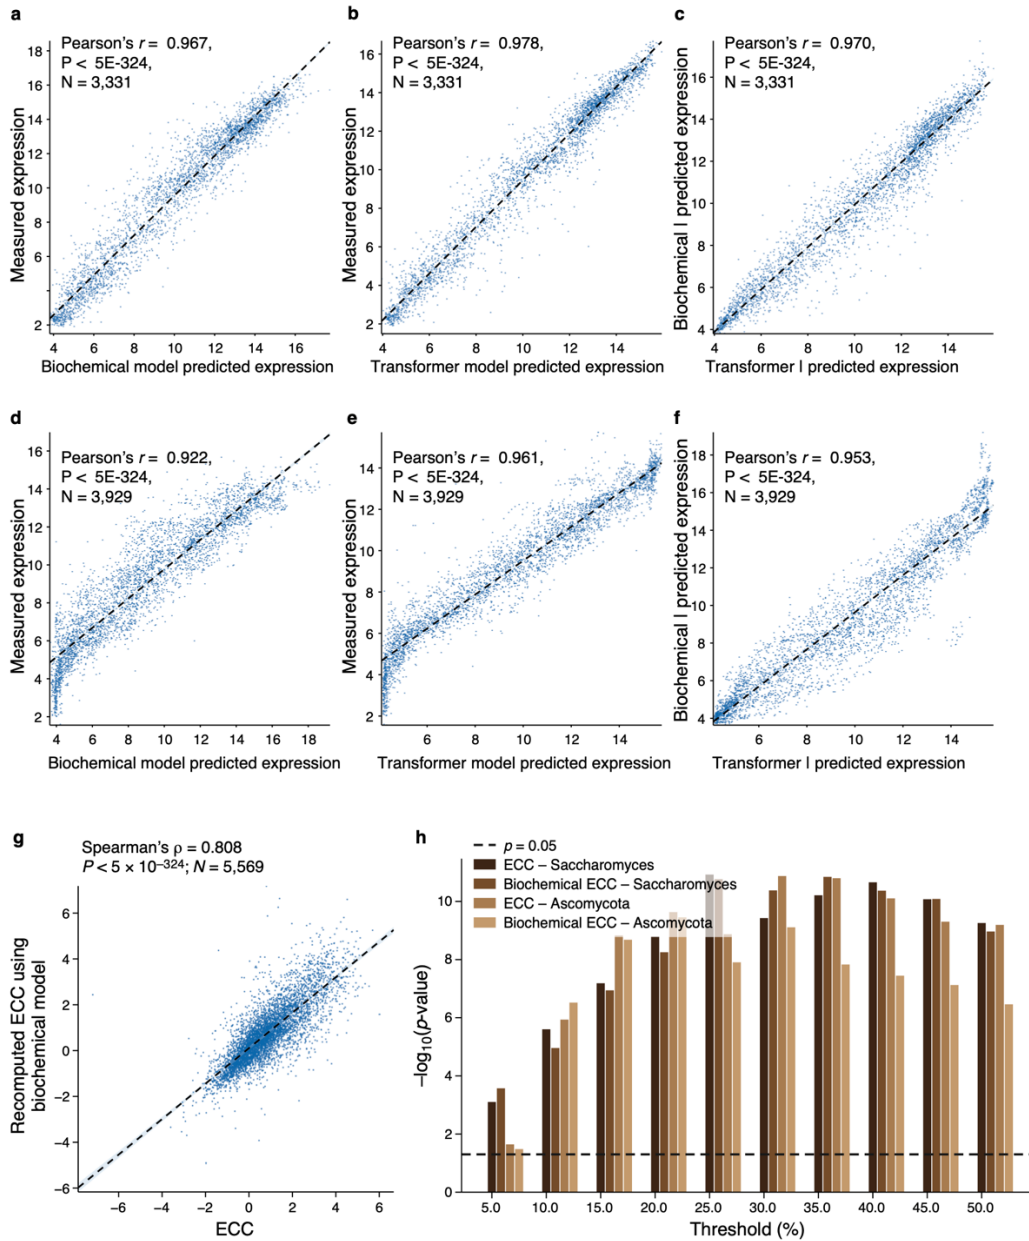 a
Pearson's r = 0.967,
P < 5E-324,
N = 3,331
Measured expression
18
16
14
12
10
8
6
2
4
6
8
10
12
14
16
Biochemical model predicted expression
b
Pearson's r = 0.978,
P < 5E-324,
N = 3,331
Measured expression
16
14
12
10
8
6
4
2
4
6
8
10
12
14
Transformer model predicted expression
c
Pearson's r = 0.970,
P < 5E-324,
N = 3,331
Biochemical | predicted expression
16
14
12
10
8
6
4
4
6
8
10
12
14
Transformer | predicted expression
d
Pearson's r = 0.922,
P < 5E-324,
N = 3,929
Measured expression
16
14
12
10
8
6
4
2
4
6
8
10
12
14
16
18
Biochemical model predicted expression
e
Pearson's r = 0.961,
P < 5E-324,
N = 3,929
Measured expression
14
12
10
8
6
4
2
6
8
10
12
14
Transformer model predicted expression
f
Pearson's r = 0.953,
P < 5E-324,
N = 3,929
Biochemical | predicted expression
18
16
14
12
10
8
6
4
6
8
10
12
14
Transformer | predicted expression
g
Spearman's ρ = 0.808
P < 5 × 10⁻³²⁴; N = 5,569
Recomputed ECC using
biochemical model
6
4
2
0
−2
−4
−6
−6
−4
−2
0
2
4
6
ECC
h
p = 0.05
ECC – Saccharomyces
Biochemical ECC – Saccharomyces
ECC – Ascomycota
Biochemical ECC – Ascomycota
−log₁₀(p-value)
10
8
6
4
2
0
5.0
10.0
15.0
20.0
25.0
30.0
35.0
40.0
45.0
50.0
Threshold (%)